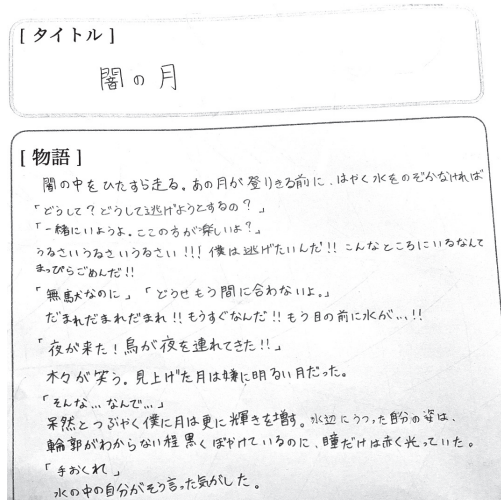 [ タイトル ]
闇の月
[ 物語 ]
闇の中をひたすら走る。あの月が登りきる前に、はやく水をのぞかなければ
「どうして？どうして逃げようとするの？」
「一緒にいようよ。ここの方が楽しいよ？」
うるさいうるさいうるさい!!! 僕は逃げたいんだ!! こんなところにいるなんて
まっぴらごめんだ!!
「無駄なのに」「どうせもう間に合わないよ。」
だまれだまれだまれ!! もうすぐなんだ!! もう目の前に水が...!!
「夜が来た！鳥が夜を連れてきた!!」
木々が笑う。見上げた月は嫌に明るい月だった。
「そんな... なんで...」
呆然とつぶやく僕に月は更に輝きを増す。水辺にうつった自分の姿は、
輪郭がわからない程黒くぼやけているのに、瞳だけは赤く光っていた。
「手おくれ」
水の中の自分がそう言った気がした。